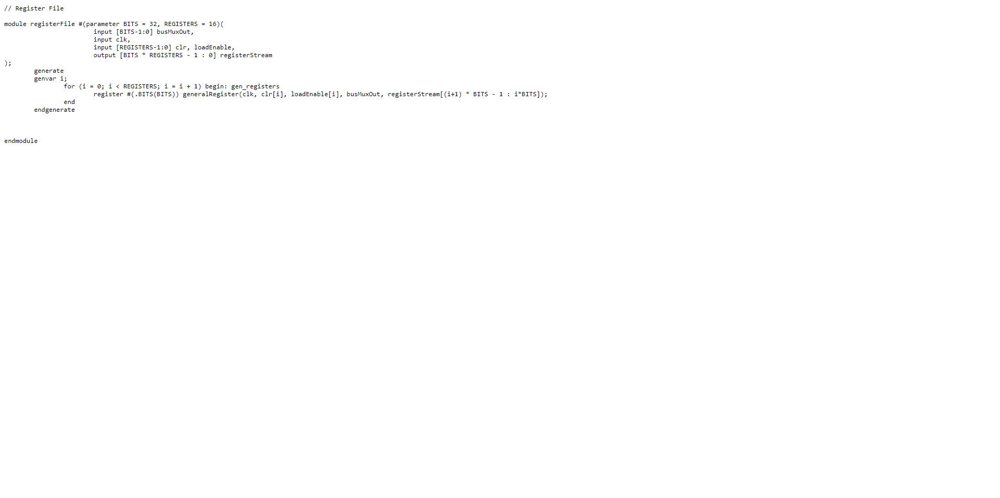 // Register File

module registerFile #(parameter BITS = 32, REGISTERS = 16)(
			input [BITS-1:0] busMuxOut,
			input clk,
			input [REGISTERS-1:0] clr, loadEnable,
			output [BITS * REGISTERS - 1 : 0] registerStream
);
	generate
	genvar i;
		for (i = 0; i < REGISTERS; i = i + 1) begin: gen_registers
			register #(.BITS(BITS)) generalRegister(clk, clr[i], loadEnable[i], busMuxOut, registerStream[(i+1) * BITS - 1 : i*BITS]);
		end
	endgenerate



endmodule